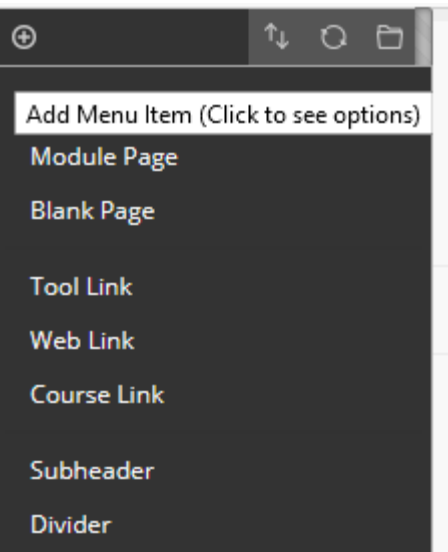 Add Menu Item (Click to see options)
Module Page
Blank Page
Tool Link
Web Link
Course Link
Subheader
Divider